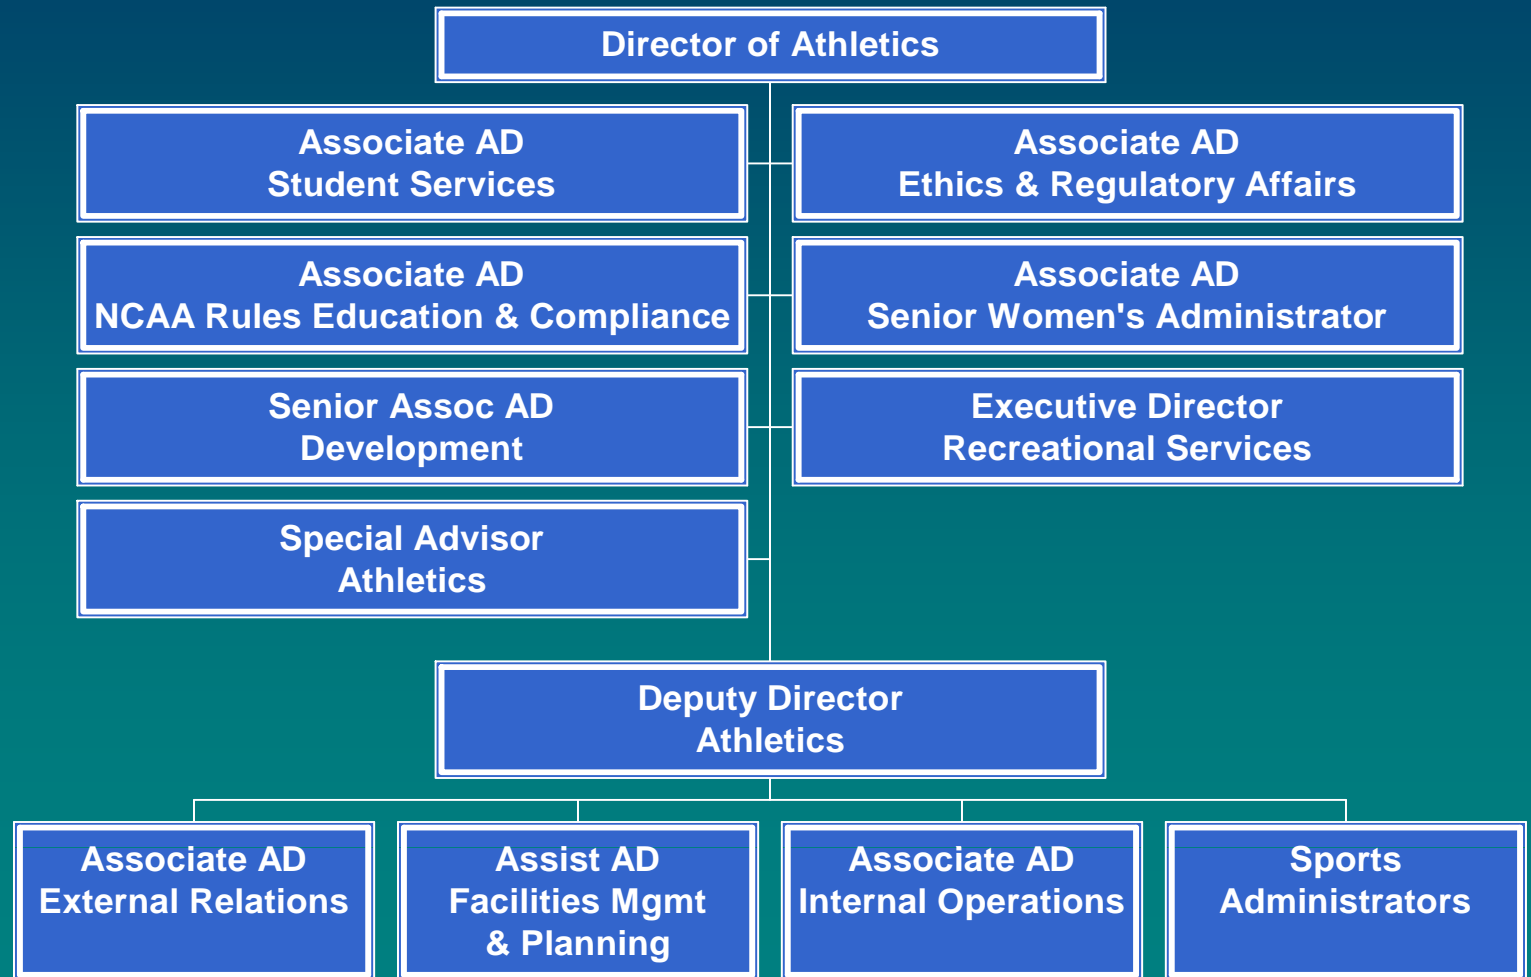 Director of Athletics
Associate AD
Student Services
Associate AD
Ethics & Regulatory Affairs
Associate AD
NCAA Rules Education & Compliance
Associate AD
Senior Women's Administrator
Senior Assoc AD
Development
Executive Director
Recreational Services
Special Advisor
Athletics
Deputy Director
Athletics
Associate AD
External Relations
Assist AD
Facilities Mgmt
& Planning
Associate AD
Internal Operations
Sports
Administrators